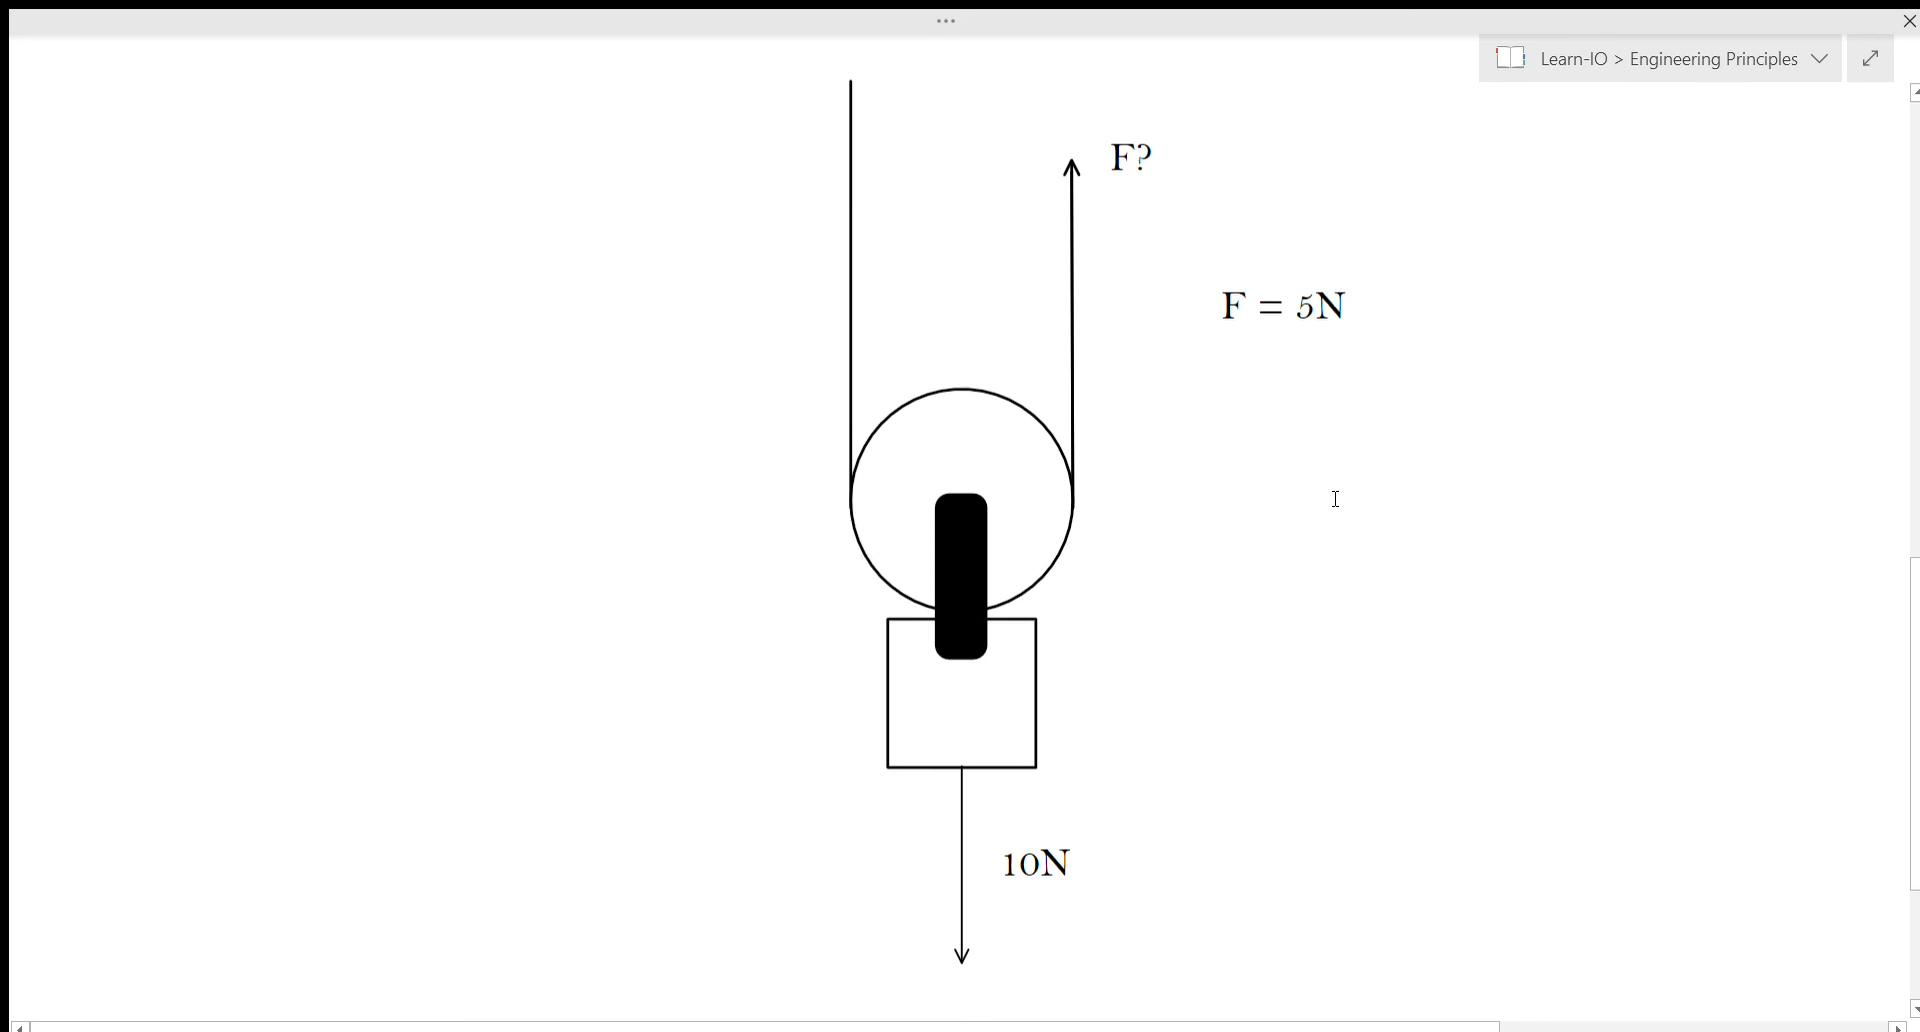 Learn-IO > Engineering Principles
F?
F = 5N
10N